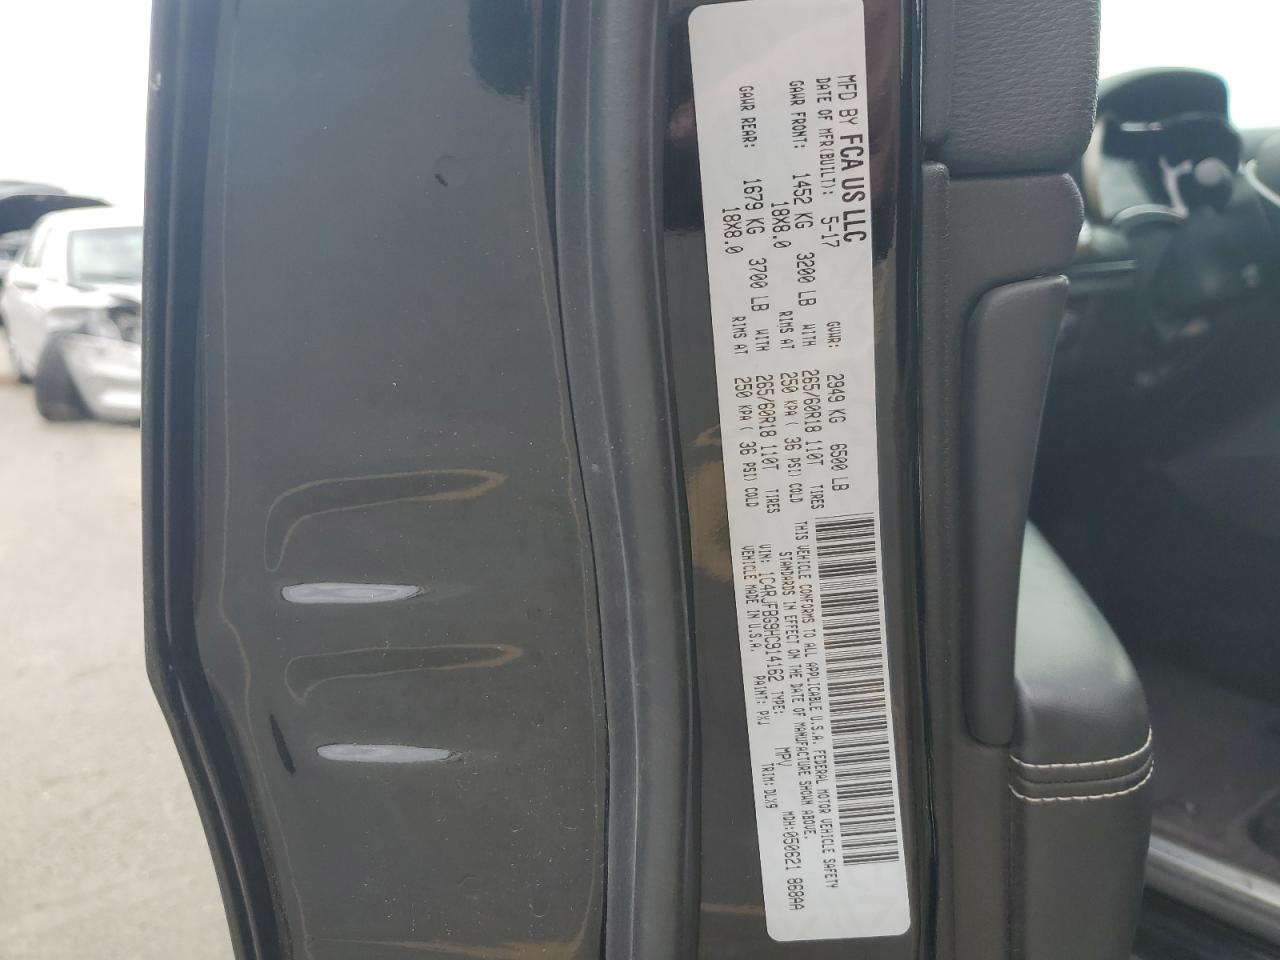 MFD BY FCA US LLC
DATE OF MFR(BUILT): 5-17 GVWR: 2949 KG 6500 LB
GAWR FRONT: 1452 KG 3200 LB WITH 265/60R18 110T TIRES
18X8.0 RIMS AT 250 KPA ( 36 PSI) COLD
GAWR REAR: 1679 KG 3700 LB WITH 265/60R18 110T TIRES
18X8.0 RIMS AT 250 KPA ( 36 PSI) COLD
THIS VEHICLE CONFORMS TO ALL APPLICABLE U.S.A. FEDERAL MOTOR VEHICLE SAFETY
STANDARDS IN EFFECT ON THE DATE OF MANUFACTURE SHOWN ABOVE.
VIN: 1C4RJFBG9HC914162 TYPE: MPV MDH:050621 868AA
VEHICLE MADE IN U.S.A. PAINT: PXJ TRIM:DLX9